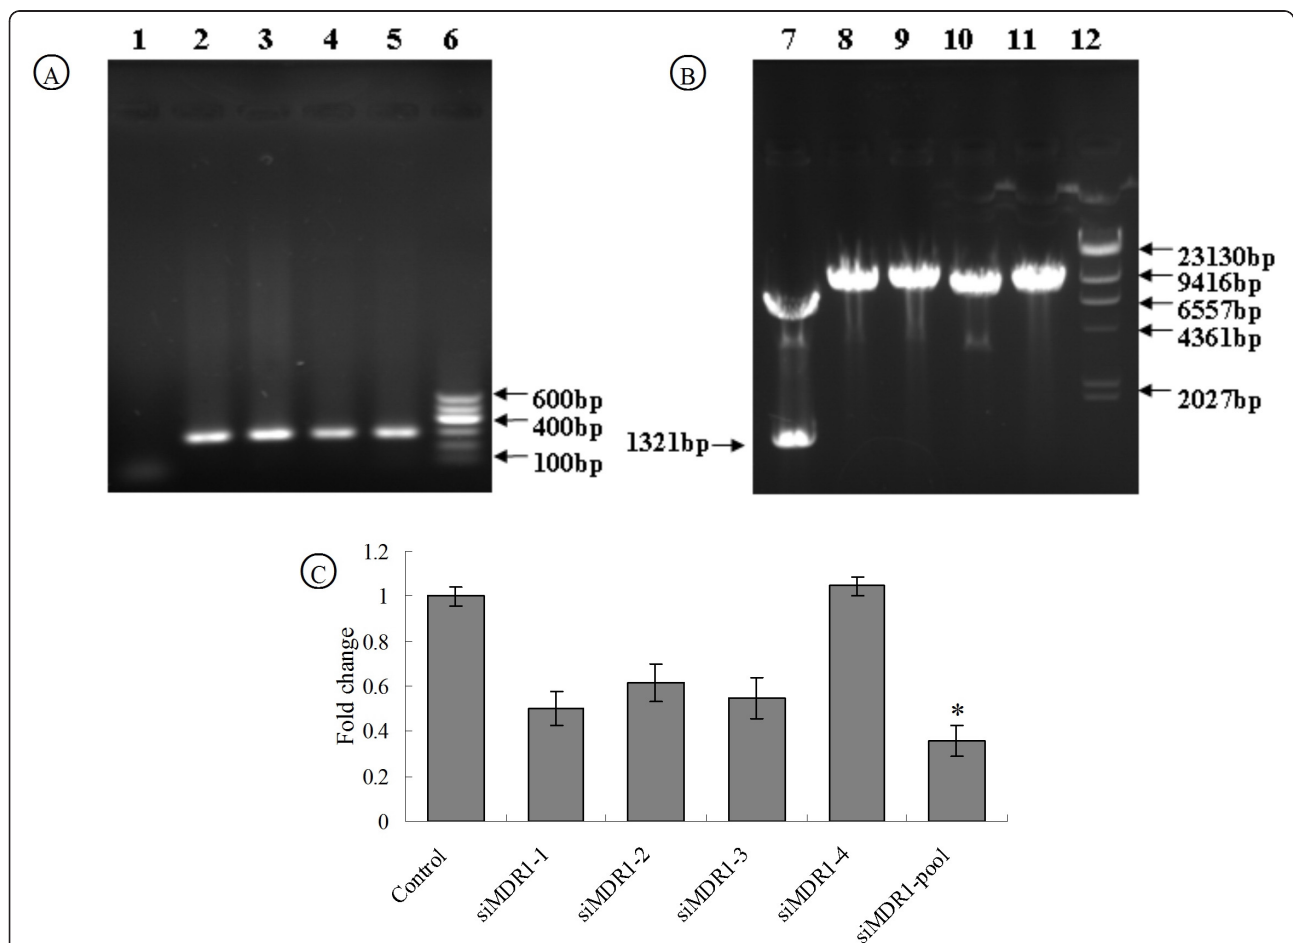 A
1 2 3 4 5 6
600bp
400bp
100bp
B
7 8 9 10 11 12
23130bp
9416bp
6557bp
4361bp
2027bp
1321bp
C
Fold change
1.2
1
0.8
0.6
0.4
0.2
0
*
Control
siMDR1-1
siMDR1-2
siMDR1-3
siMDR1-4
siMDR1-pool